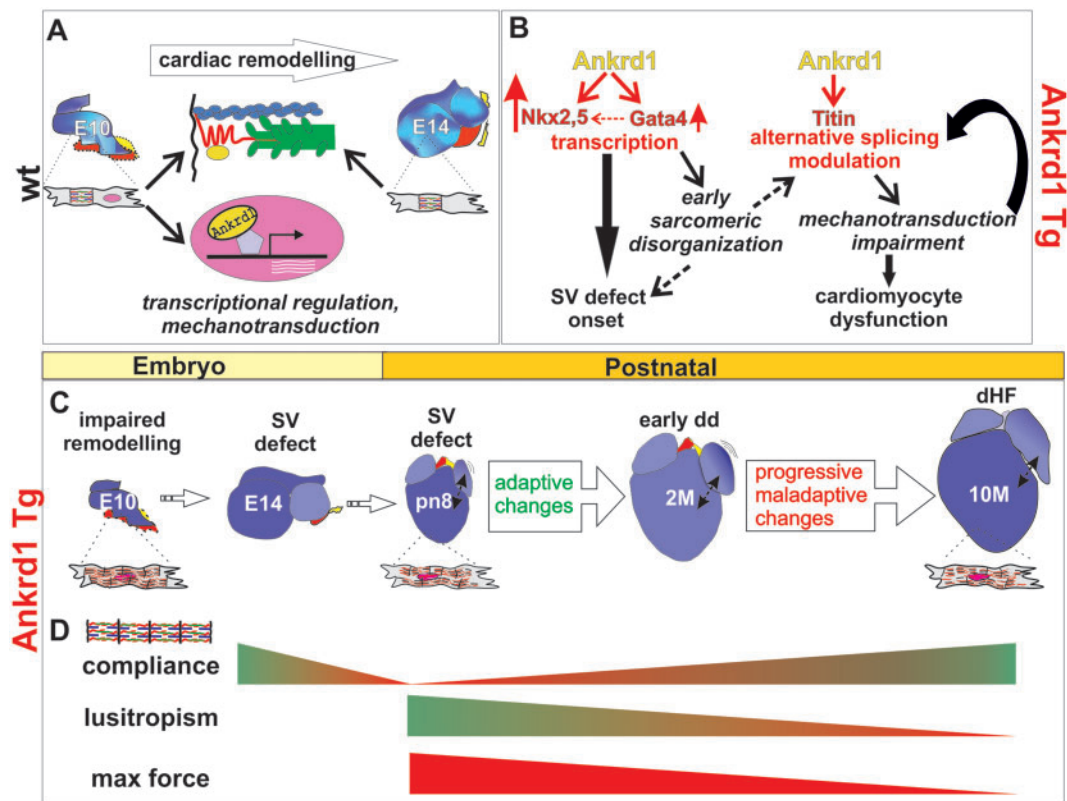 A
cardiac remodelling
E10
E14
wt
Ankrd1
transcriptional regulation,
mechanotransduction
B
Ankrd1
Nkx2,5
Gata4
transcription
early
sarcomeric
disorganization
SV defect
onset
Ankrd1
Titin
alternative splicing
modulation
mechanotransduction
impairment
cardiomyocyte
dysfunction
Ankrd1 Tg
Embryo
Postnatal
C
impaired
remodelling
SV
defect
SV
defect
early dd
dHF
E10
E14
pn8
adaptive
changes
2M
progressive
maladaptive
changes
10M
Ankrd1 Tg
D
compliance
lusitropism
max force